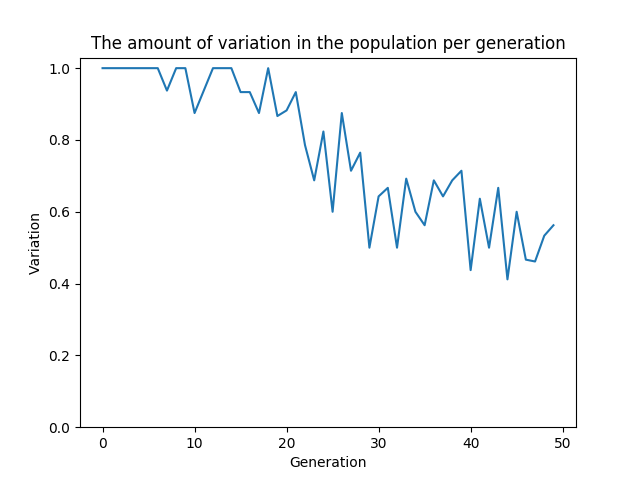 The amount of variation in the population per generation
1.0
0.8
0.6
0.4
0.2
0.0
Variation
0 10 20 30 40 50
Generation